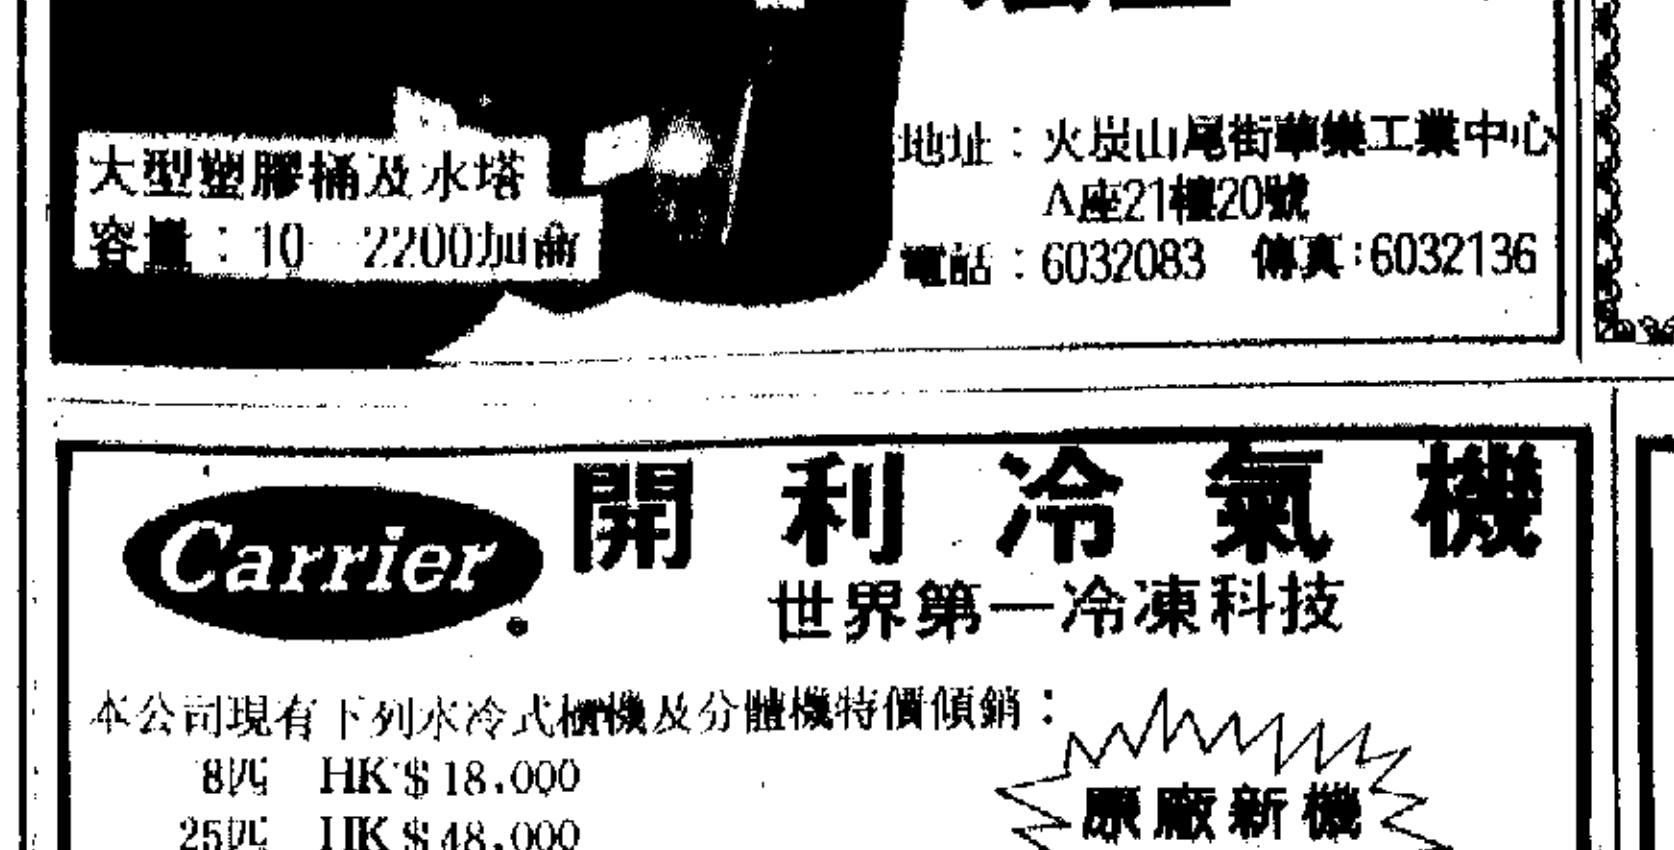 大型塑膠桶及水塔
容量：10 2200加侖
地址：火炭山尾街華樂工業中心
A座21樓20號
電話：6032083 傳真:6032136
Carrier
開利冷氣機
世界第一冷凍科技
本公司現有下列水冷式櫃機及分體機特價傾銷：
8匹 HK$18,000
25匹 HK$48,000
原廠新機